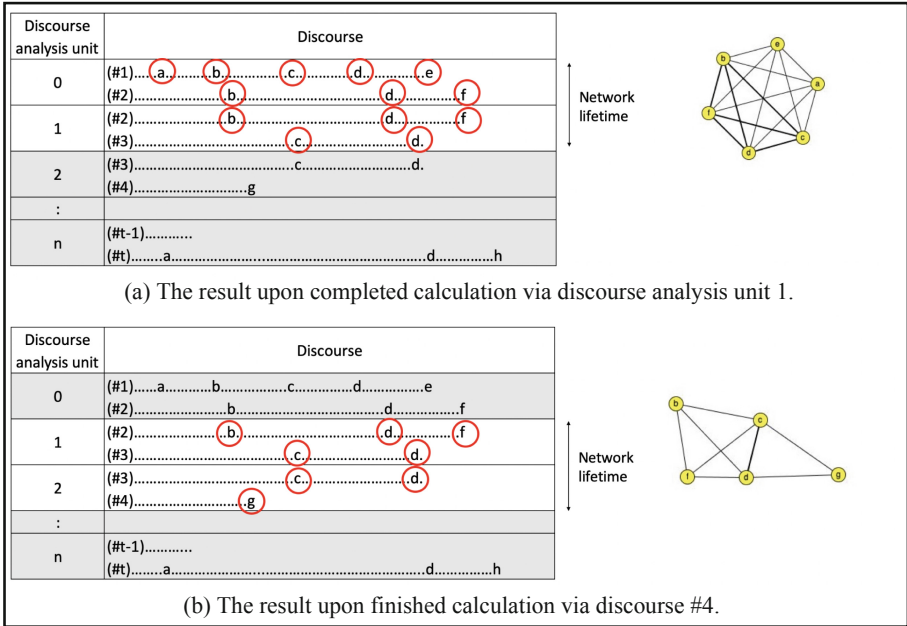 Discourse analysis unit
Discourse
0
(#1)……a………..b……………..c…………..d……………..e
(#2)……………………b………………………………….d……………f
1
(#2)……………………b………………………………….d……………f
(#3)………………………………….c………………………d.
2
(#3)………………………………….c………………………d.
(#4)……………………….g
:
n
(#t-1)………...
(#t)……..a……………………...…………………………………d……………h
Network lifetime
e
b
a
f
c
d
(a) The result upon completed calculation via discourse analysis unit 1.
Discourse analysis unit
Discourse
0
(#1)……a………..b……………..c…………..d……………..e
(#2)……………………b………………………………….d……………f
1
(#2)……………………b………………………………….d……………f
(#3)………………………………….c………………………d.
2
(#3)………………………………….c………………………d.
(#4)……………………….g
:
n
(#t-1)………...
(#t)……..a……………………...…………………………………d……………h
Network lifetime
b
c
f
d
g
(b) The result upon finished calculation via discourse #4.